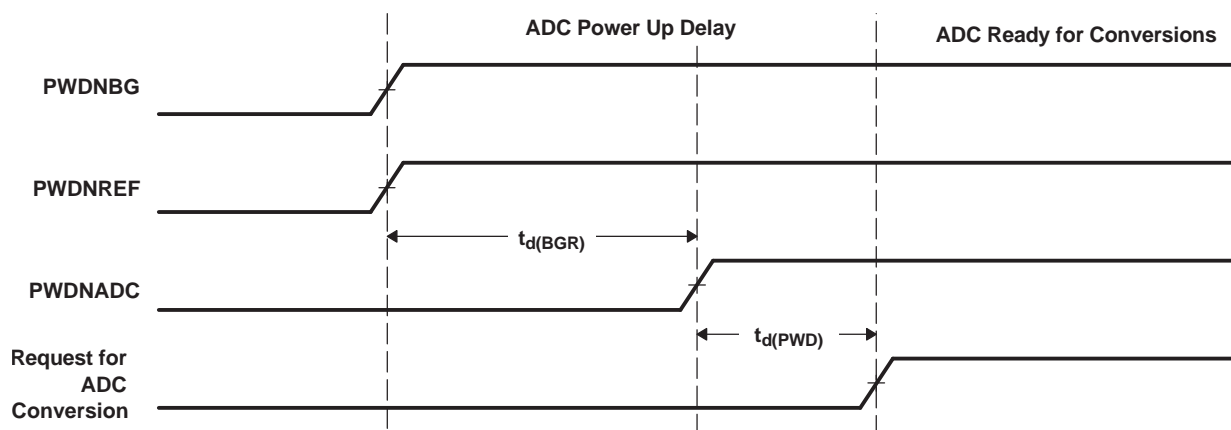 ADC Power Up Delay
ADC Ready for Conversions
PWDNBG
PWDNREF
td(BGR)
PWDNADC
td(PWD)
Request for
ADC
Conversion